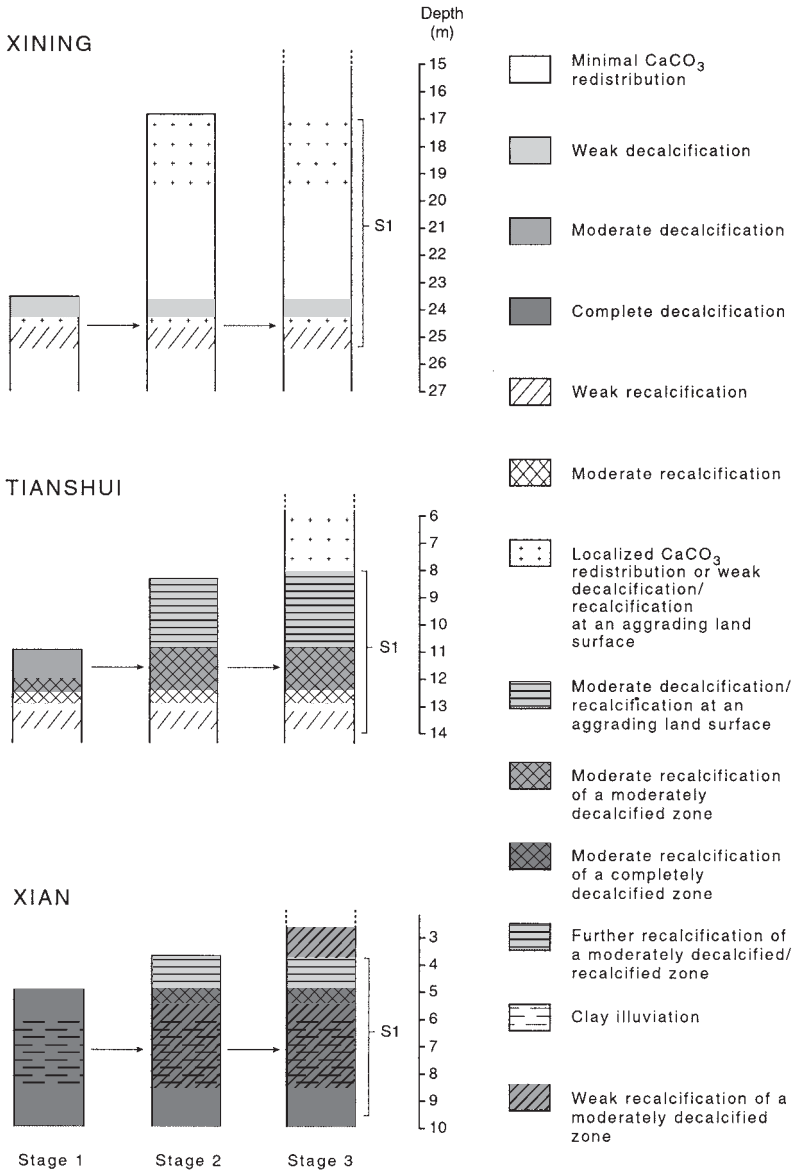 XINING
Depth
(m)
15
16
17
18
19
20
21
22
23
24
25
26
27
S1
TIANSHUI
6
7
8
9
10
11
12
13
14
S1
XIAN
3
4
5
6
7
8
9
10
S1
Stage 1
Stage 2
Stage 3
Minimal CaCO₃
redistribution
Weak decalcification
Moderate decalcification
Complete decalcification
Weak recalcification
Moderate recalcification
Localized CaCO₃
redistribution or weak
decalcification/
recalcification
at an aggrading land
surface
Moderate decalcification/
recalcification at an
aggrading land surface
Moderate recalcification
of a moderately
decalcified zone
Moderate recalcification
of a completely
decalcified zone
Further recalcification of
a moderately decalcified/
recalcified zone
Clay illuviation
Weak recalcification of a
moderately decalcified
zone